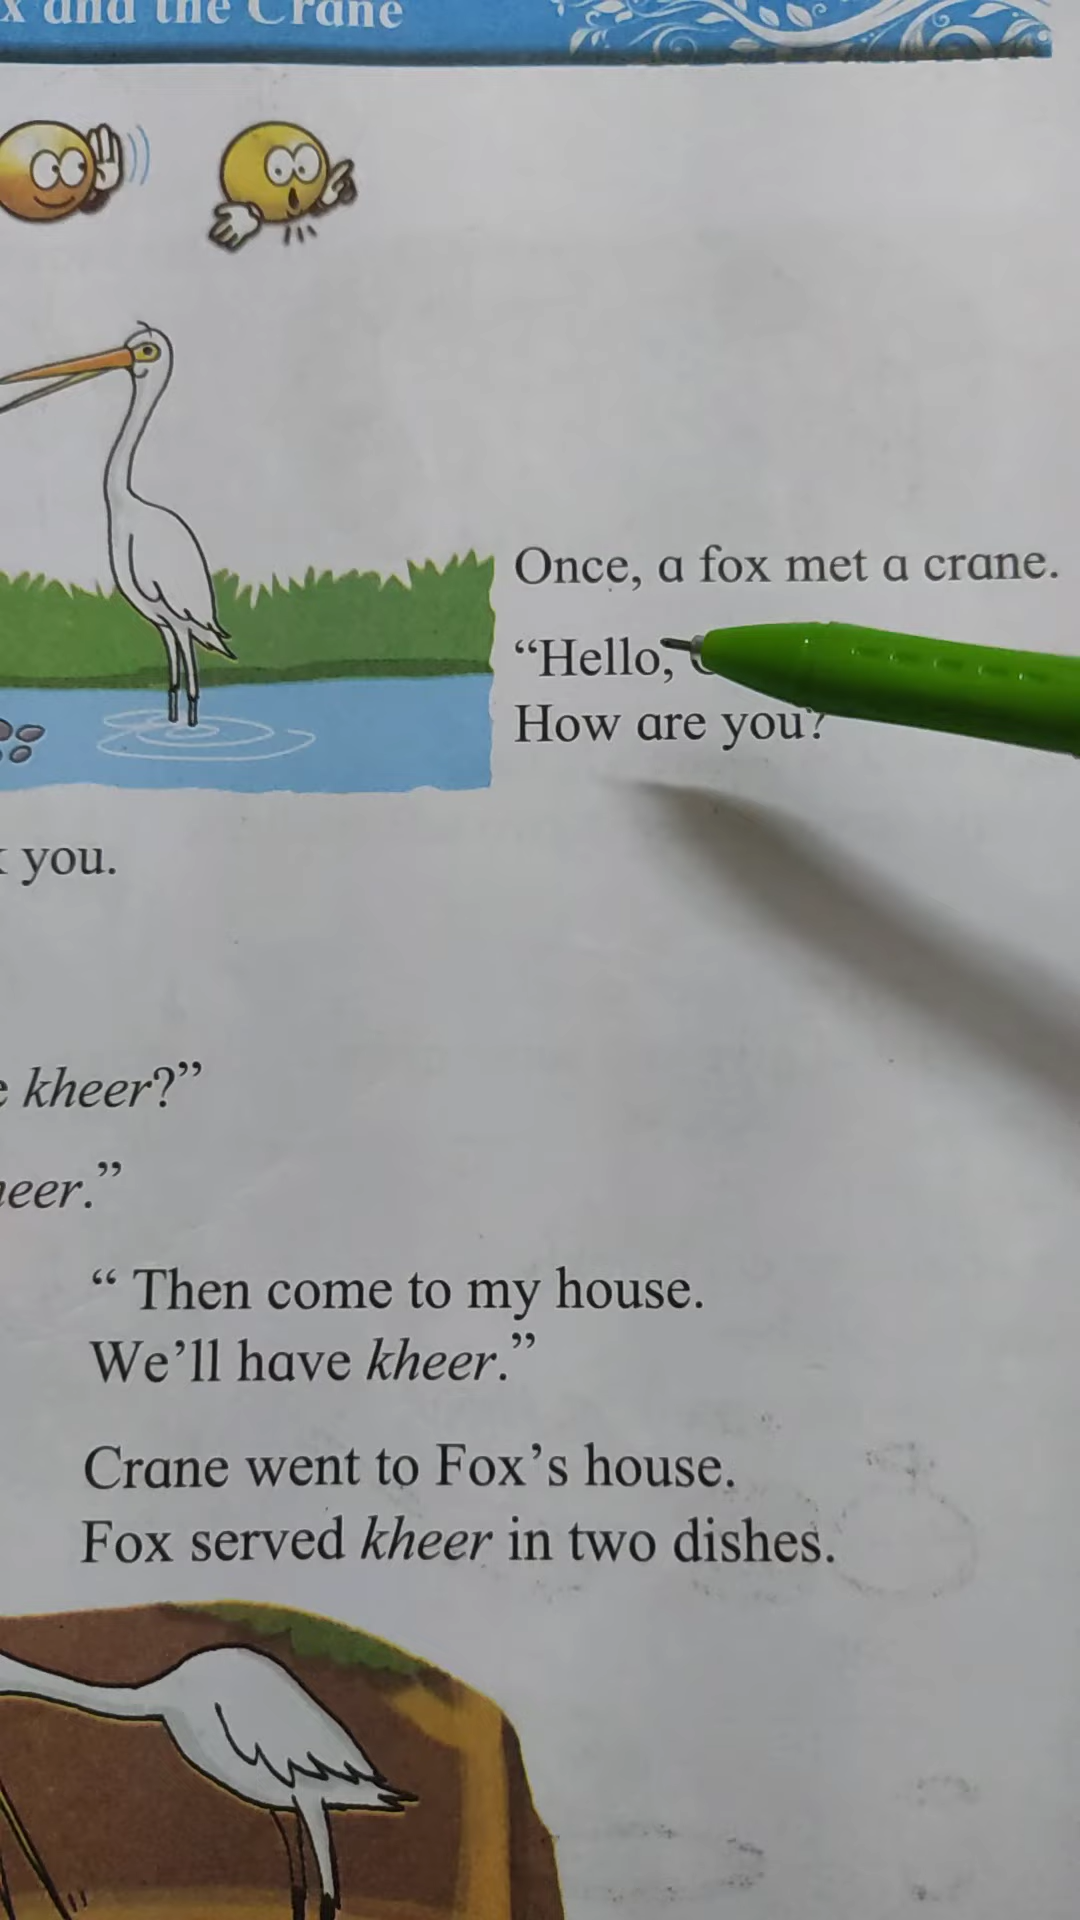 and the Crane
Once, a fox met a crane.
“Hello,
How are you?
you.
kheer?”
“ Then come to my house.
We’ll have kheer.”
Crane went to Fox’s house.
Fox served kheer in two dishes.